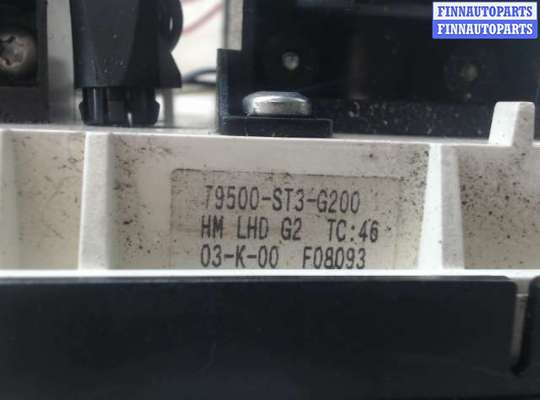 FINNAUTOPARTS
FINNAUTOPARTS
79500-ST3-G200
HM LHD G2 TC:46
03-K-00 F08093